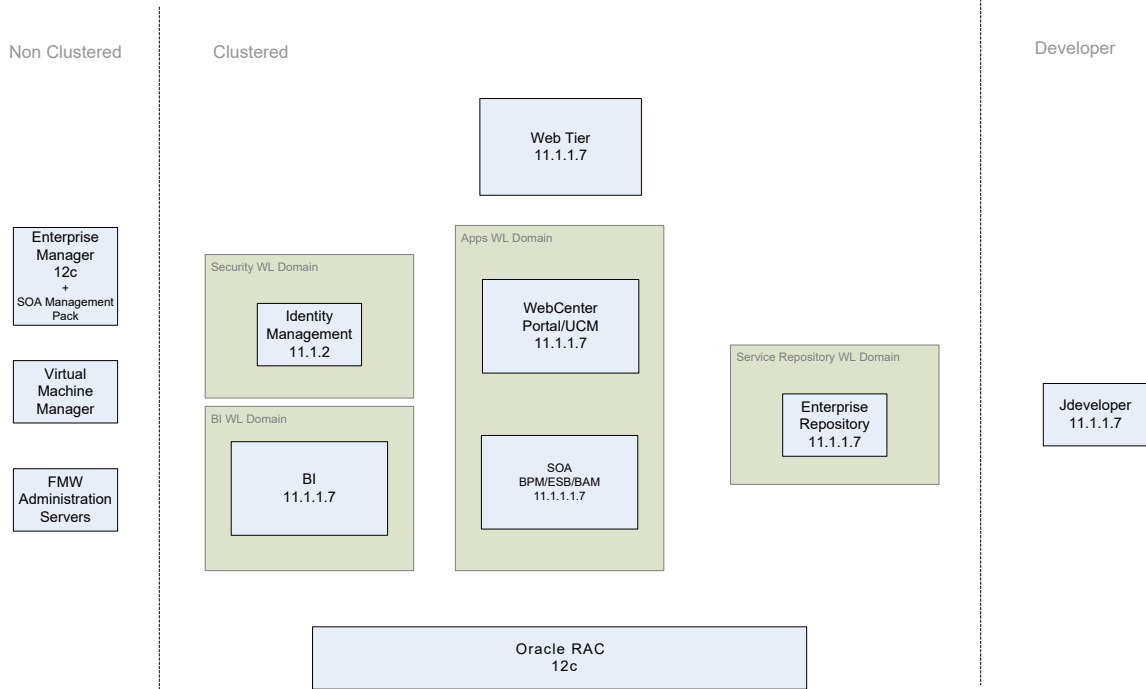 Non Clustered
Clustered
Developer
Web Tier
11.1.1.7
Enterprise
Manager
12c
+
SOA Management
Pack
Virtual
Machine
Manager
FMW
Administration
Servers
Security WL Domain
Identity
Management
11.1.2
BI WL Domain
BI
11.1.1.7
Apps WL Domain
WebCenter
Portal/UCM
11.1.1.7
SOA
BPM/ESB/BAM
11.1.1.1.7
Service Repository WL Domain
Enterprise
Repository
11.1.1.7
Jdeveloper
11.1.1.7
Oracle RAC
12c